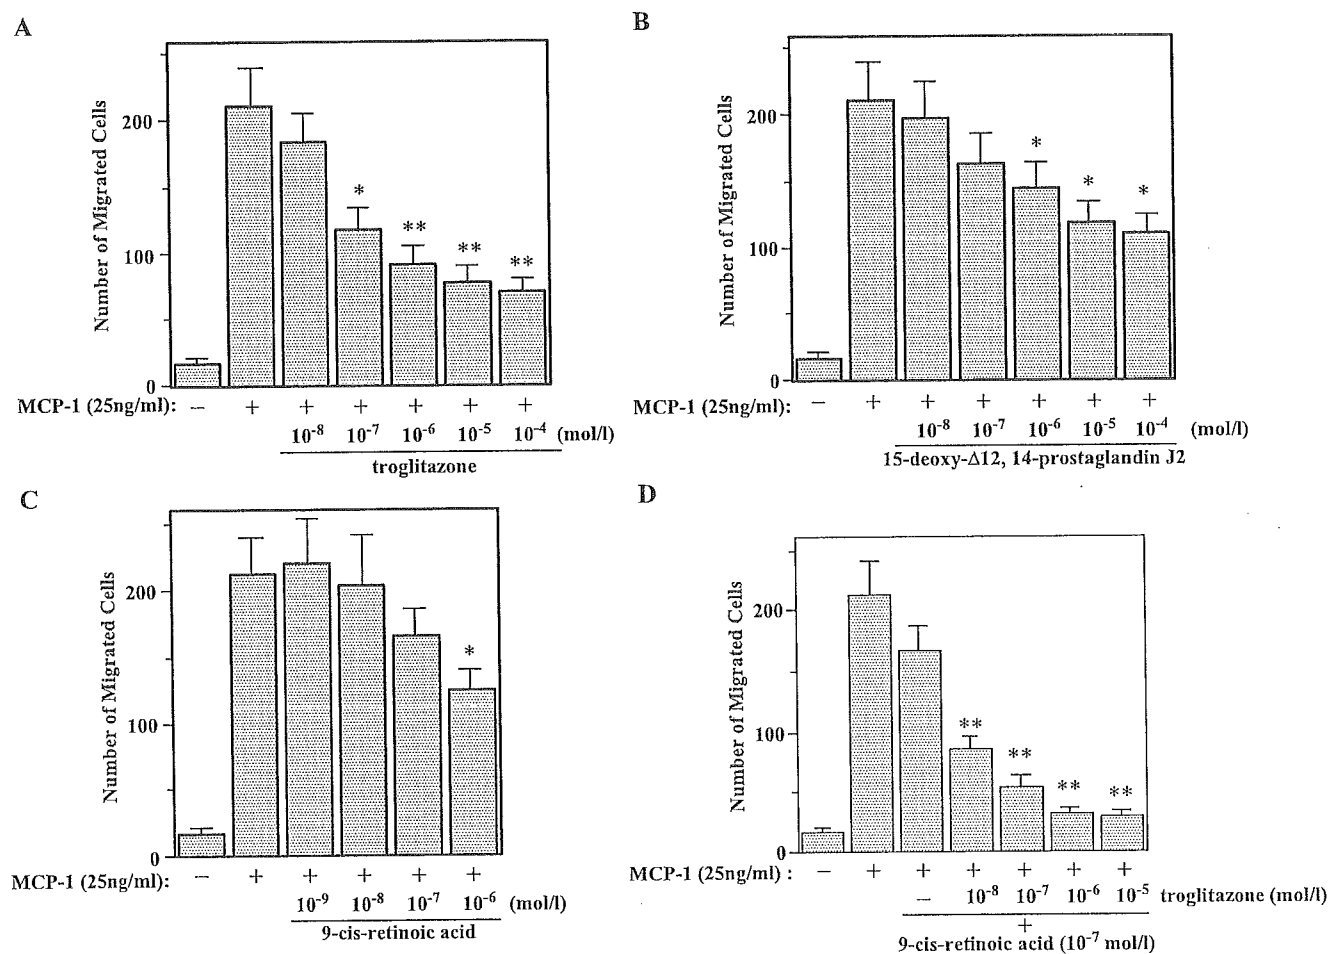 A
Number of Migrated Cells
200
100
0
*
**
**
**
MCP-1 (25ng/ml): − + + + + + +
10⁻⁸ 10⁻⁷ 10⁻⁶ 10⁻⁵ 10⁻⁴ (mol/l)
troglitazone
B
Number of Migrated Cells
200
100
0
*
*
*
MCP-1 (25ng/ml): − + + + + + +
10⁻⁸ 10⁻⁷ 10⁻⁶ 10⁻⁵ 10⁻⁴ (mol/l)
15-deoxy-Δ12, 14-prostaglandin J2
C
Number of Migrated Cells
200
100
0
*
MCP-1 (25ng/ml): − + + + + +
10⁻⁹ 10⁻⁸ 10⁻⁷ 10⁻⁶ (mol/l)
9-cis-retinoic acid
D
Number of Migrated Cells
200
100
0
**
**
**
**
MCP-1 (25ng/ml) : − + + + + + +
− 10⁻⁸ 10⁻⁷ 10⁻⁶ 10⁻⁵ troglitazone (mol/l)
+
9-cis-retinoic acid (10⁻⁷ mol/l)